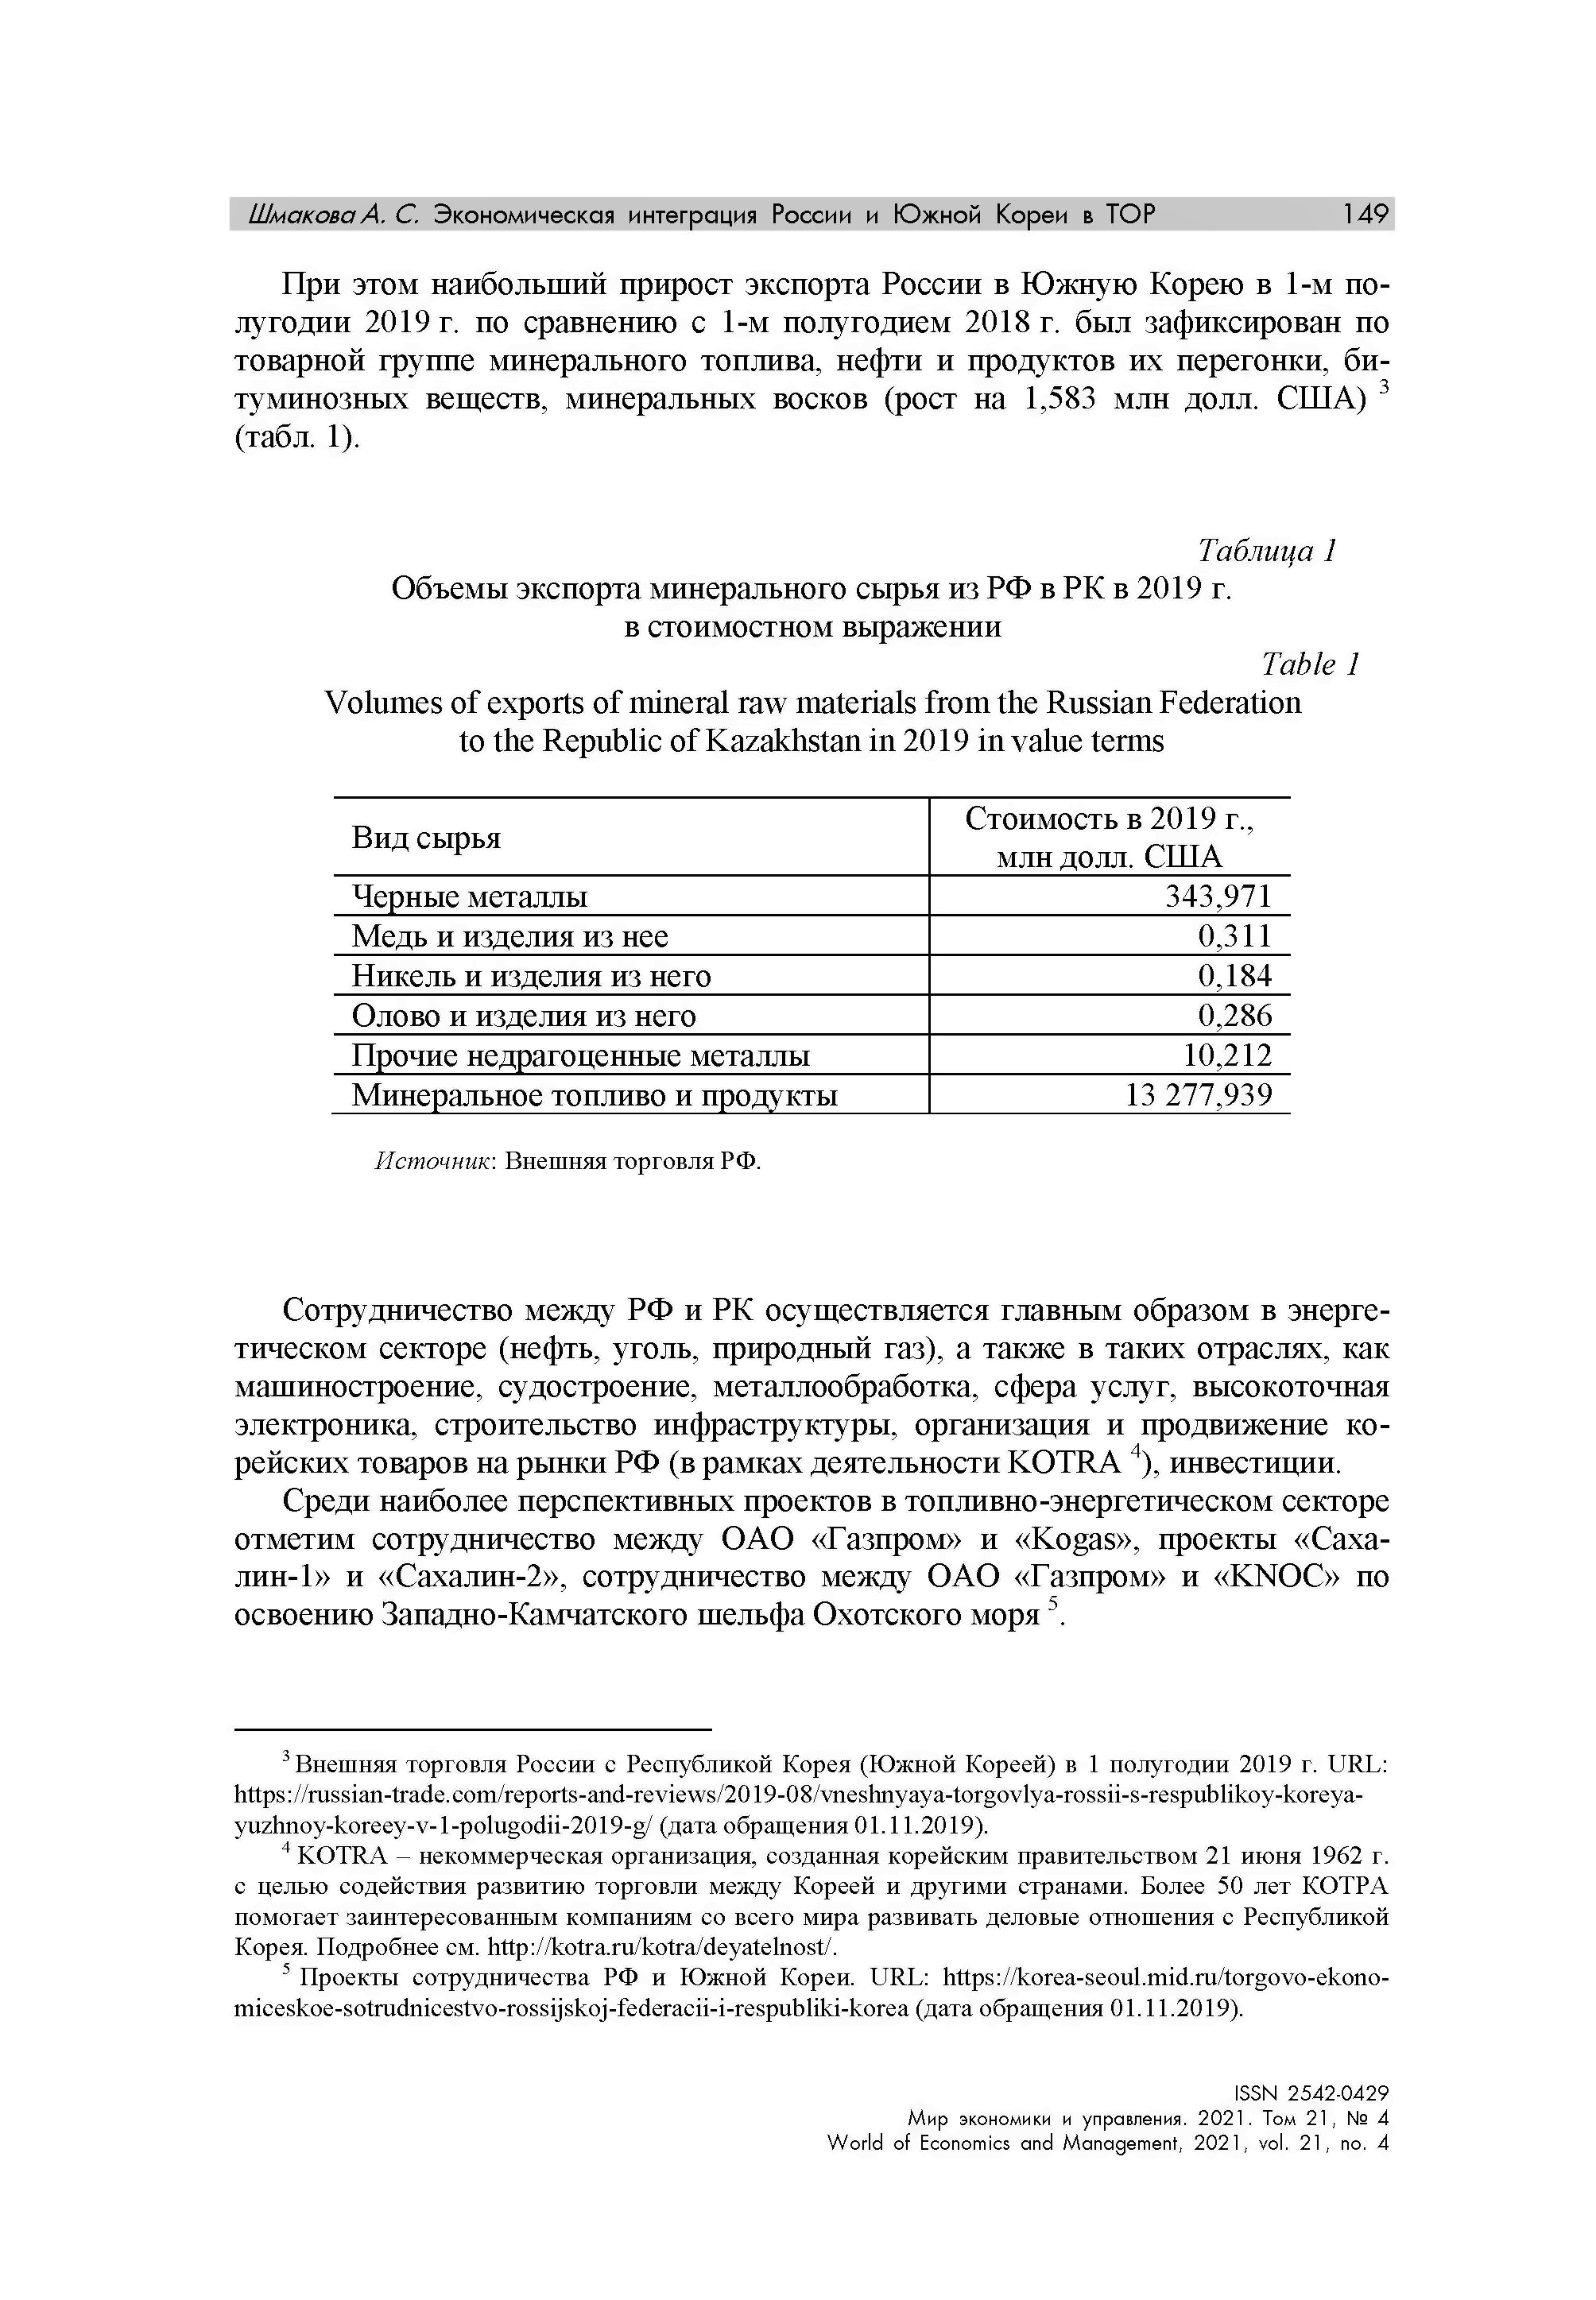 Шмакова А. С. Экономическая интеграция России и Южной Кореи в ТОР 149
При этом наибольший прирост экспорта России в Южную Корею в 1-м по-
лугодии 2019 г. по сравнению с 1-м полугодием 2018 г. был зафиксирован по
товарной группе минерального топлива, нефти и продуктов их перегонки, би-
туминозных веществ, минеральных восков (рост на 1,583 млн долл. США) ³
(табл. 1).
Таблица 1
Объемы экспорта минерального сырья из РФ в РК в 2019 г.
в стоимостном выражении
Table 1
Volumes of exports of mineral raw materials from the Russian Federation
to the Republic of Kazakhstan in 2019 in value terms
Вид сырья
Стоимость в 2019 г.,
млн долл. США
Черные металлы 343,971
Медь и изделия из нее 0,311
Никель и изделия из него 0,184
Олово и изделия из него 0,286
Прочие недрагоценные металлы 10,212
Минеральное топливо и продукты 13 277,939
Источник: Внешняя торговля РФ.
Сотрудничество между РФ и РК осуществляется главным образом в энерге-
тическом секторе (нефть, уголь, природный газ), а также в таких отраслях, как
машиностроение, судостроение, металлообработка, сфера услуг, высокоточная
электроника, строительство инфраструктуры, организация и продвижение ко-
рейских товаров на рынки РФ (в рамках деятельности KOTRA ⁴), инвестиции.
Среди наиболее перспективных проектов в топливно-энергетическом секторе
отметим сотрудничество между ОАО «Газпром» и «Kogas», проекты «Саха-
лин-1» и «Сахалин-2», сотрудничество между ОАО «Газпром» и «KNOC» по
освоению Западно-Камчатского шельфа Охотского моря ⁵.
³ Внешняя торговля России с Республикой Корея (Южной Кореей) в 1 полугодии 2019 г. URL:
https://russian-trade.com/reports-and-reviews/2019-08/vneshnyaya-torgovlya-rossii-s-respublikoy-koreya-
yuzhnoy-koreey-v-1-polugodii-2019-g/ (дата обращения 01.11.2019).
⁴ KOTRA – некоммерческая организация, созданная корейским правительством 21 июня 1962 г.
с целью содействия развитию торговли между Кореей и другими странами. Более 50 лет КОТРА
помогает заинтересованным компаниям со всего мира развивать деловые отношения с Республикой
Корея. Подробнее см. http://kotra.ru/kotra/deyatelnost/.
⁵ Проекты сотрудничества РФ и Южной Кореи. URL: https://korea-seoul.mid.ru/torgovo-ekono-
miceskoe-sotrudnicestvo-rossijskoj-federacii-i-respubliki-korea (дата обращения 01.11.2019).
ISSN 2542-0429
Мир экономики и управления. 2021. Том 21, № 4
World of Economics and Management, 2021, vol. 21, no. 4